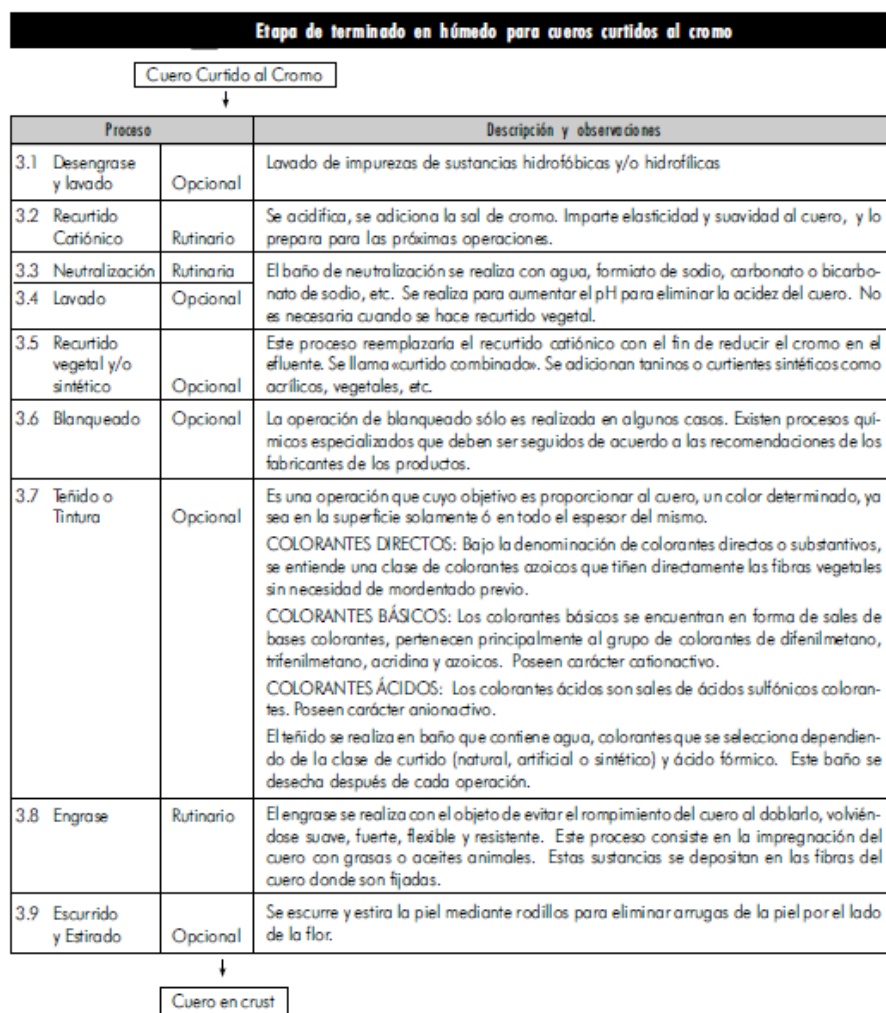 Etapa de terminado en húmedo para cueros curtidos al cromo
Cuero Curtido al Cromo
Proceso
Descripción y observaciones
3.1 Desengrase
y lavado
Opcional
Lavado de impurezas de sustancias hidrofóbicas y/o hidrofílicas
3.2 Recurtido
Catiónico
Rutinario
Se acidifica, se adiciona la sal de cromo. Imparte elasticidad y suavidad al cuero, y lo
prepara para las próximas operaciones.
3.3 Neutralización
Rutinaria
3.4 Lavado
Opcional
El baño de neutralización se realiza con agua, formiato de sodio, carbonato o bicarbo-
nato de sodio, etc. Se realiza para aumentar el pH para eliminar la acidez del cuero. No
es necesaria cuando se hace recurtido vegetal.
3.5 Recurtido
vegetal y/o
sintético
Opcional
Este proceso reemplazaría el recurtido catiónico con el fin de reducir el cromo en el
efluente. Se llama «curtido combinado». Se adicionan taninos o curtientes sintéticos como
acrílicos, vegetales, etc.
3.6 Blanqueado
Opcional
La operación de blanqueado sólo es realizada en algunos casos. Existen procesos quí-
micos especializados que deben ser seguidos de acuerdo a las recomendaciones de los
fabricantes de los productos.
3.7 Teñido o
Tintura
Opcional
Es una operación que cuyo objetivo es proporcionar al cuero, un color determinado, ya
sea en la superficie solamente ó en todo el espesor del mismo.
COLORANTES DIRECTOS: Bajo la denominación de colorantes directos o substantivos,
se entiende una clase de colorantes azoicos que tiñen directamente las fibras vegetales
sin necesidad de mordentado previo.
COLORANTES BÁSICOS: Los colorantes básicos se encuentran en forma de sales de
bases colorantes, pertenecen principalmente al grupo de colorantes de difenilmetano,
trifenilmetano, acridina y azoicos. Poseen carácter cationactivo.
COLORANTES ÁCIDOS: Los colorantes ácidos son sales de ácidos sulfónicos coloran-
tes. Poseen carácter anionactivo.
El teñido se realiza en baño que contiene agua, colorantes que se selecciona dependien-
do de la clase de curtido (natural, artificial o sintético) y ácido fórmico. Este baño se
desecha después de cada operación.
3.8 Engrase
Rutinario
El engrase se realiza con el objeto de evitar el rompimiento del cuero al doblarlo, volvién-
dose suave, fuerte, flexible y resistente. Este proceso consiste en la impregnación del
cuero con grasas o aceites animales. Estas sustancias se depositan en las fibras del
cuero donde son fijadas.
3.9 Escurrido
y Estirado
Opcional
Se escurre y estira la piel mediante rodillos para eliminar arrugas de la piel por el lado
de la flor.
Cuero en crust